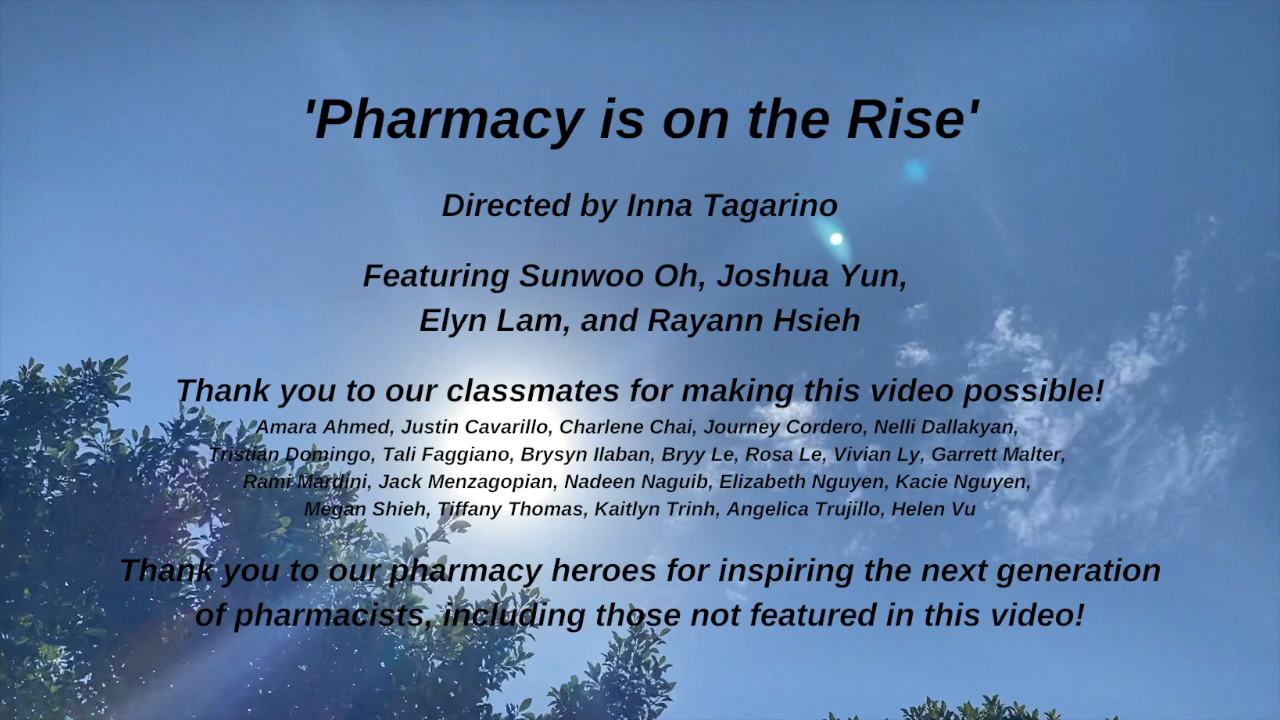 'Pharmacy is on the Rise'
Directed by Inna Tagarino
Featuring Sunwoo Oh, Joshua Yun,
Elyn Lam, and Rayann Hsieh
Thank you to our classmates for making this video possible!
Amara Ahmed, Justin Cavarillo, Charlene Chai, Journey Cordero, Nelli Dallakyan,
Tristian Domingo, Tali Faggiano, Brysyn Ilaban, Bryy Le, Rosa Le, Vivian Ly, Garrett Malter,
Rami Mardini, Jack Menzagopian, Nadeen Naguib, Elizabeth Nguyen, Kacie Nguyen,
Megan Shieh, Tiffany Thomas, Kaitlyn Trinh, Angelica Trujillo, Helen Vu
Thank you to our pharmacy heroes for inspiring the next generation
of pharmacists, including those not featured in this video!